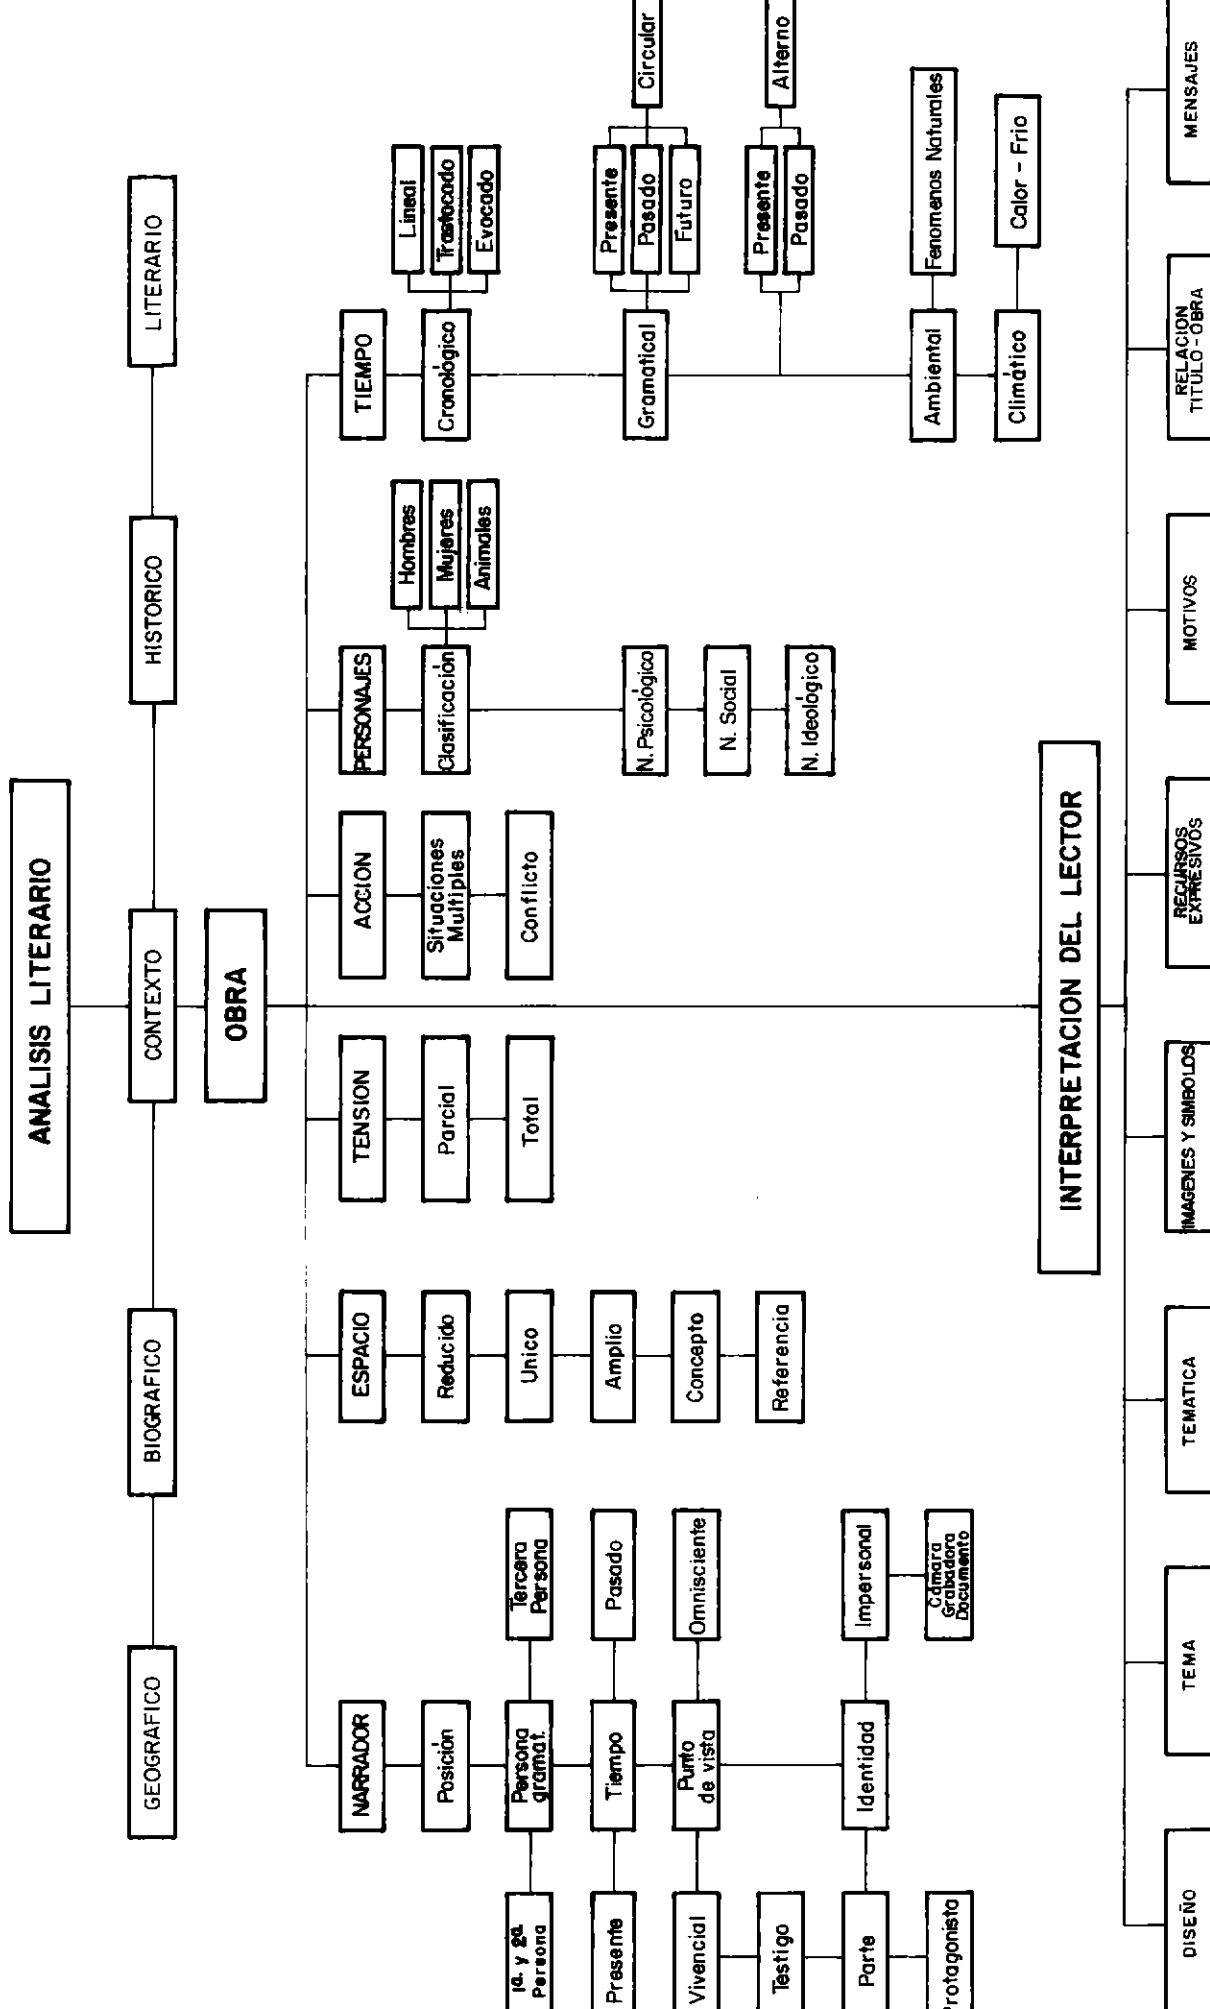 ANALISIS LITERARIO
GEOGRAFICO
BIOGRAFICO
CONTEXTO
HISTORICO
LITERARIO
OBRA
NARRADOR
ESPACIO
TENSION
ACCION
PERSONAJES
TIEMPO
Posición
Reducido
Parcial
Situaciones
Multiples
Clasificación
Hombres
Mujeres
Animales
Cronológico
Lineal
Trastocado
Evocado
1a. y 2a.
Persona
Persona
gramat.
Tercera
Persona
Unico
Total
Conflicto
Presente
Tiempo
Pasado
Amplio
N. Psicológico
Gramatical
Presente
Pasado
Futuro
Circular
Vivencial
Punto
de vista
Omnisciente
Concepto
N. Social
Testigo
Referencia
N. Ideológico
Presente
Pasado
Alterno
Parte
Identidad
Impersonal
Protagonista
Cámara
Grabadora
Documento
Ambiental
Fenomenos Naturales
Climático
Calor - Frio
INTERPRETACION DEL LECTOR
DISEÑO
TEMA
TEMATICA
IMAGENES Y SIMBOLOS
RECURSOS
EXPRESIVOS
MOTIVOS
RELACION
TITULO-OBRA
MENSAJES